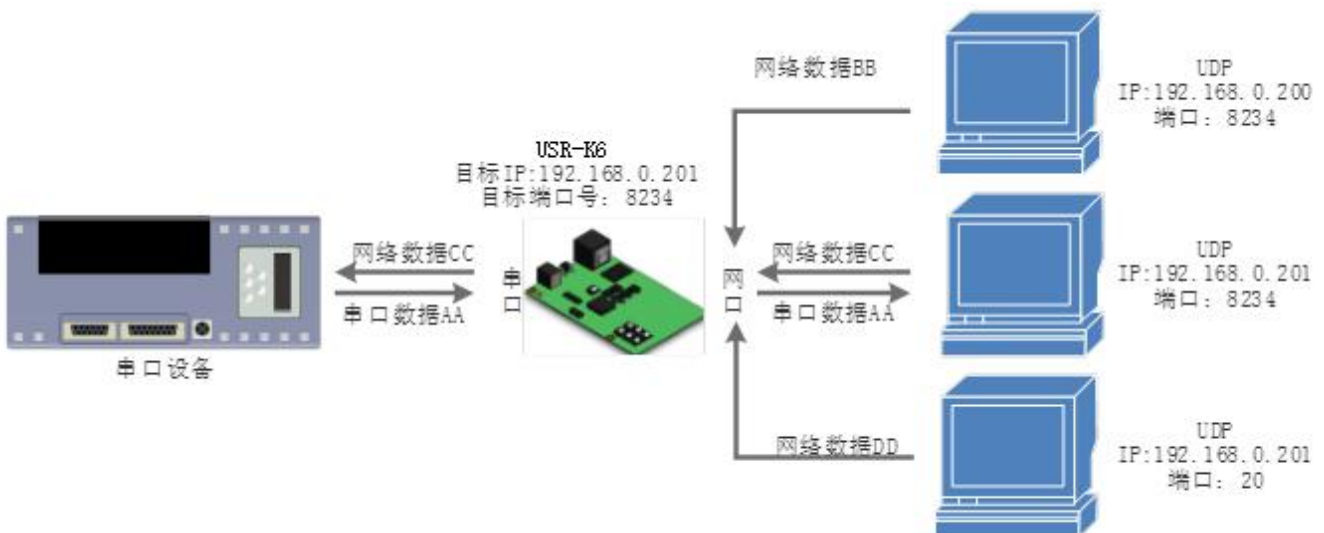 网络数据BB
UDP
IP:192.168.0.200
端口：8234
USR-K6
目标IP:192.168.0.201
目标端口号：8234
网络数据CC
串口数据AA
串口
网口
网络数据CC
串口数据AA
UDP
IP:192.168.0.201
端口：8234
串口设备
网络数据DD
UDP
IP:192.168.0.201
端口：20